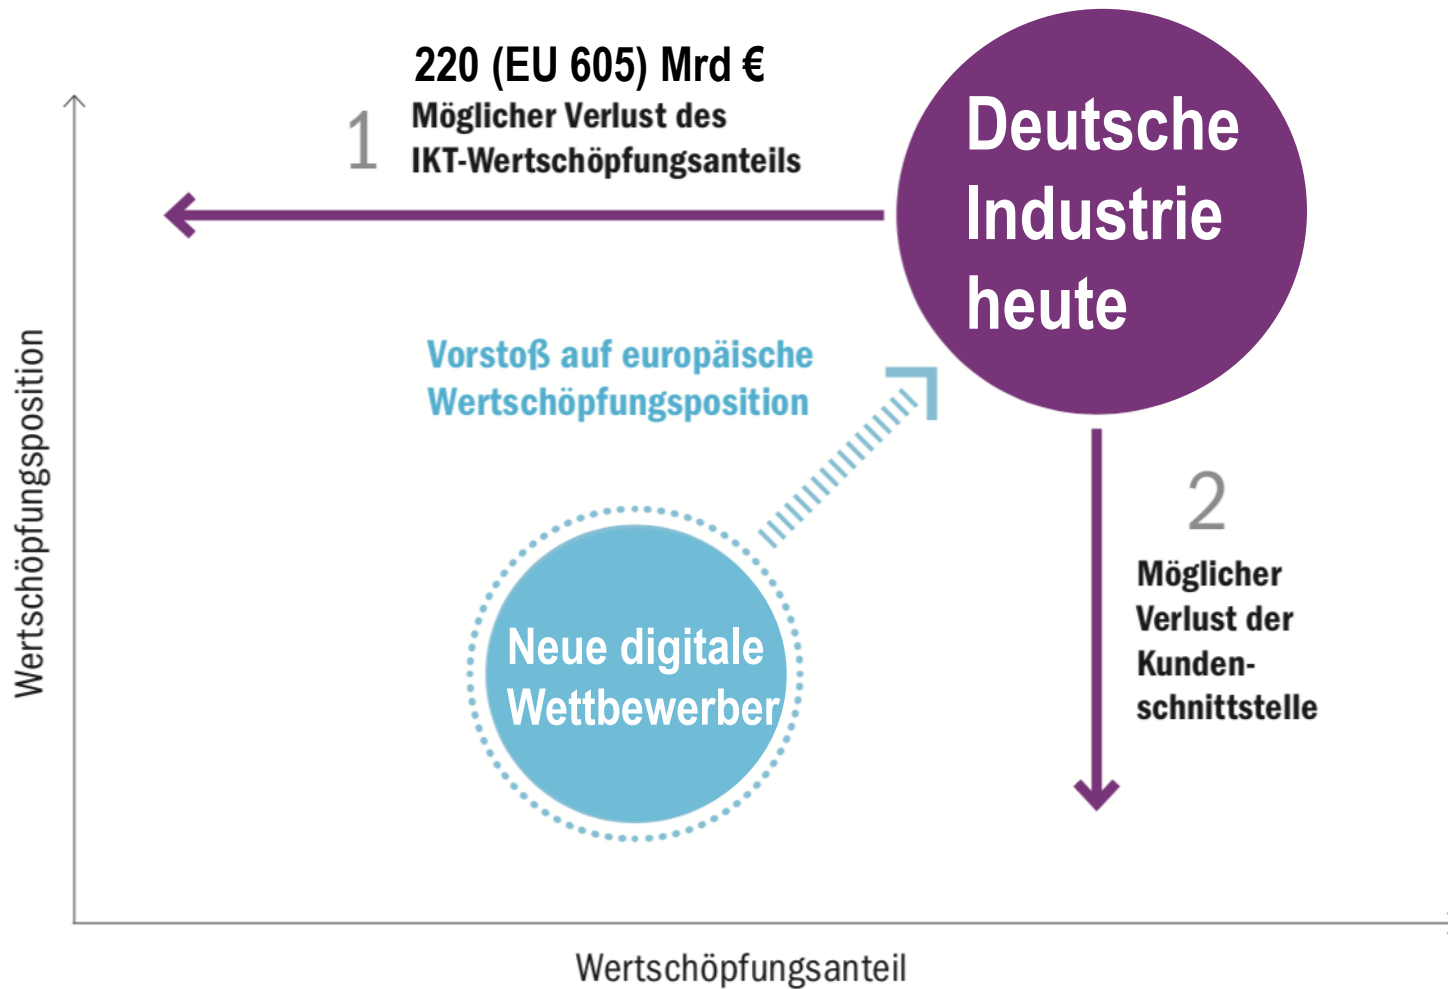 220 (EU 605) Mrd €
1
Möglicher Verlust des
IKT-Wertschöpfungsanteils
Deutsche
Industrie
heute
Vorstoß auf europäische
Wertschöpfungsposition
2
Möglicher
Verlust der
Kunden-
schnittstelle
Neue digitale
Wettbewerber
Wertschöpfungsposition
Wertschöpfungsanteil